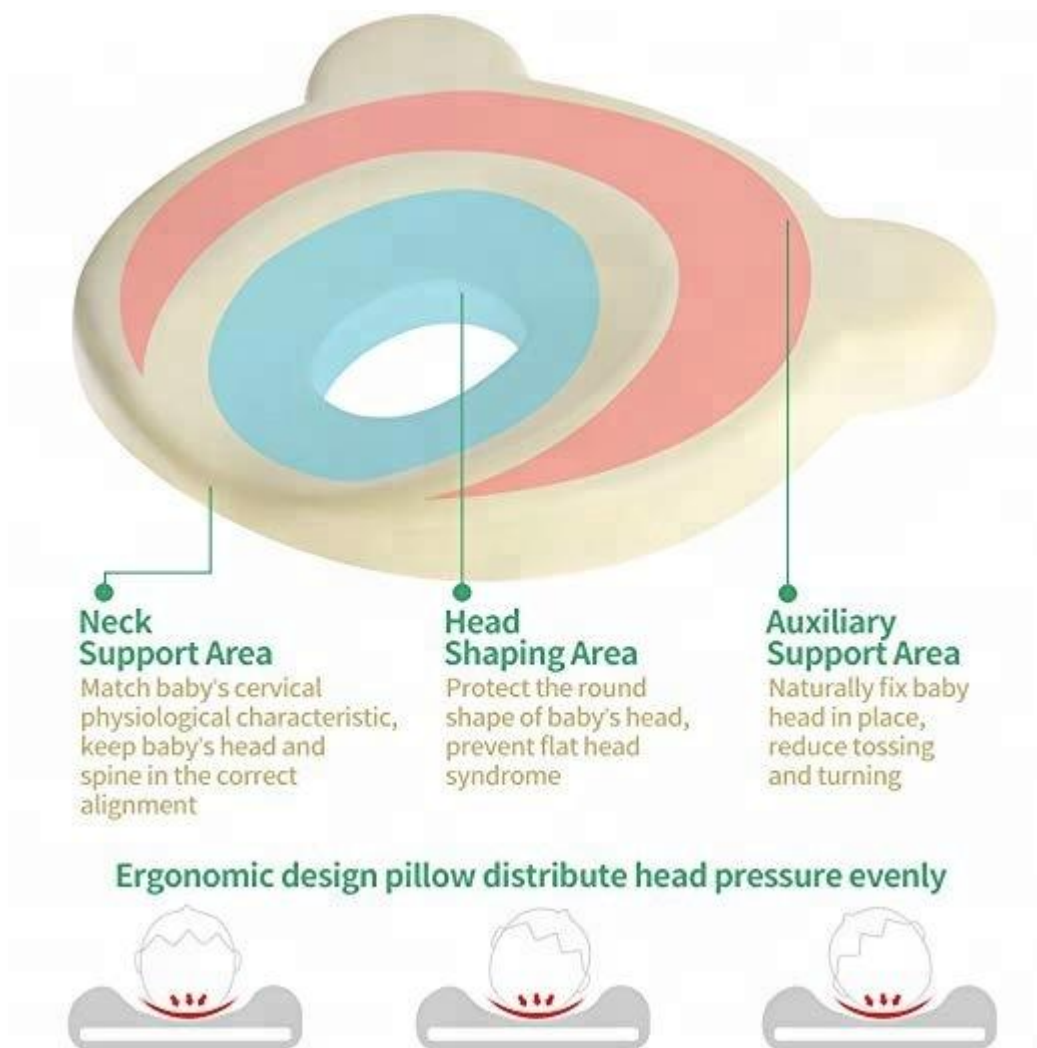 Neck
Support Area
Match baby's cervical
physiological characteristic,
keep baby's head and
spine in the correct
alignment
Head
Shaping Area
Protect the round
shape of baby's head,
prevent flat head
syndrome
Auxiliary
Support Area
Naturally fix baby
head in place,
reduce tossing
and turning
Ergonomic design pillow distribute head pressure evenly